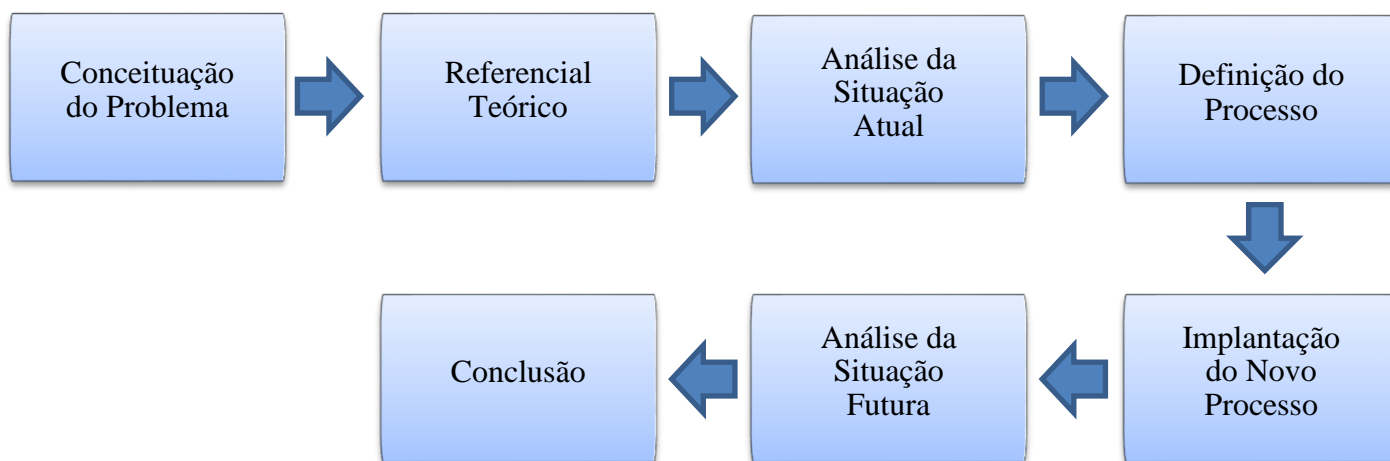 Conceituação
do Problema
Referencial
Teórico
Análise da
Situação
Atual
Definição do
Processo
Implantação
do Novo
Processo
Análise da
Situação
Futura
Conclusão